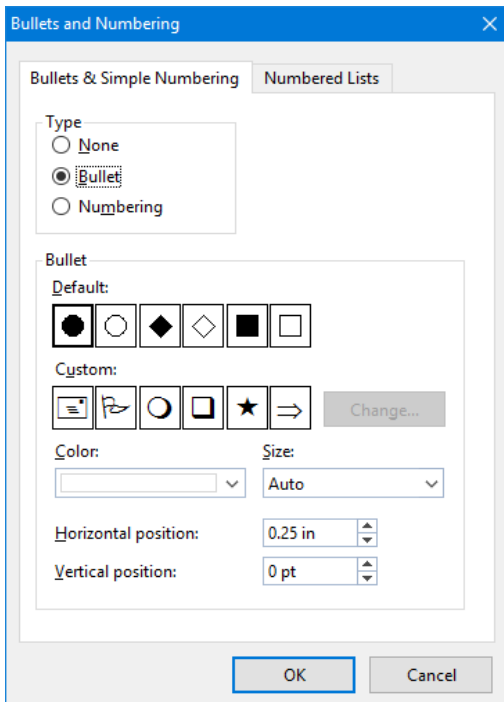 Bullets and Numbering
Bullets & Simple Numbering Numbered Lists
Type
None
Bullet
Numbering
Bullet
Default:
Custom:
Change...
Color: Size:
Auto
Horizontal position: 0.25 in
Vertical position: 0 pt
OK Cancel